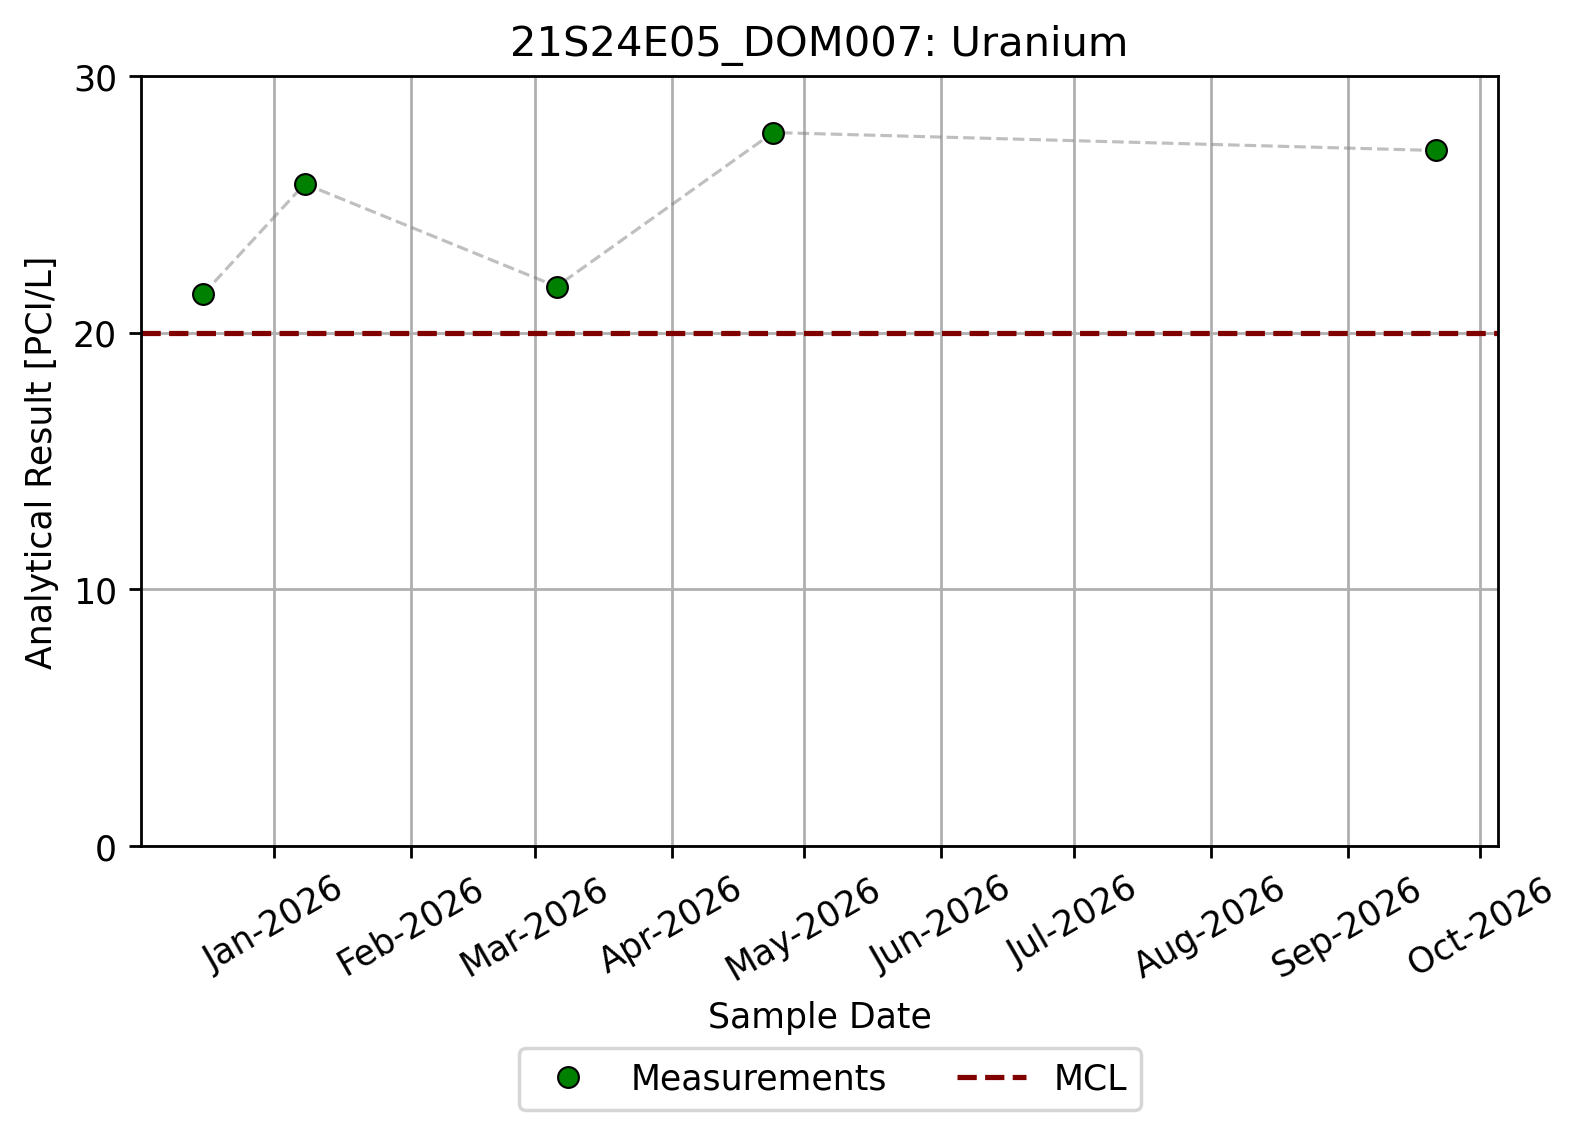 21S24E05_DOM007: Uranium
30
20
10
0
Analytical Result [PCI/L]
Jan-2026
Feb-2026
Mar-2026
Apr-2026
May-2026
Jun-2026
Jul-2026
Aug-2026
Sep-2026
Oct-2026
Sample Date
Measurements
MCL